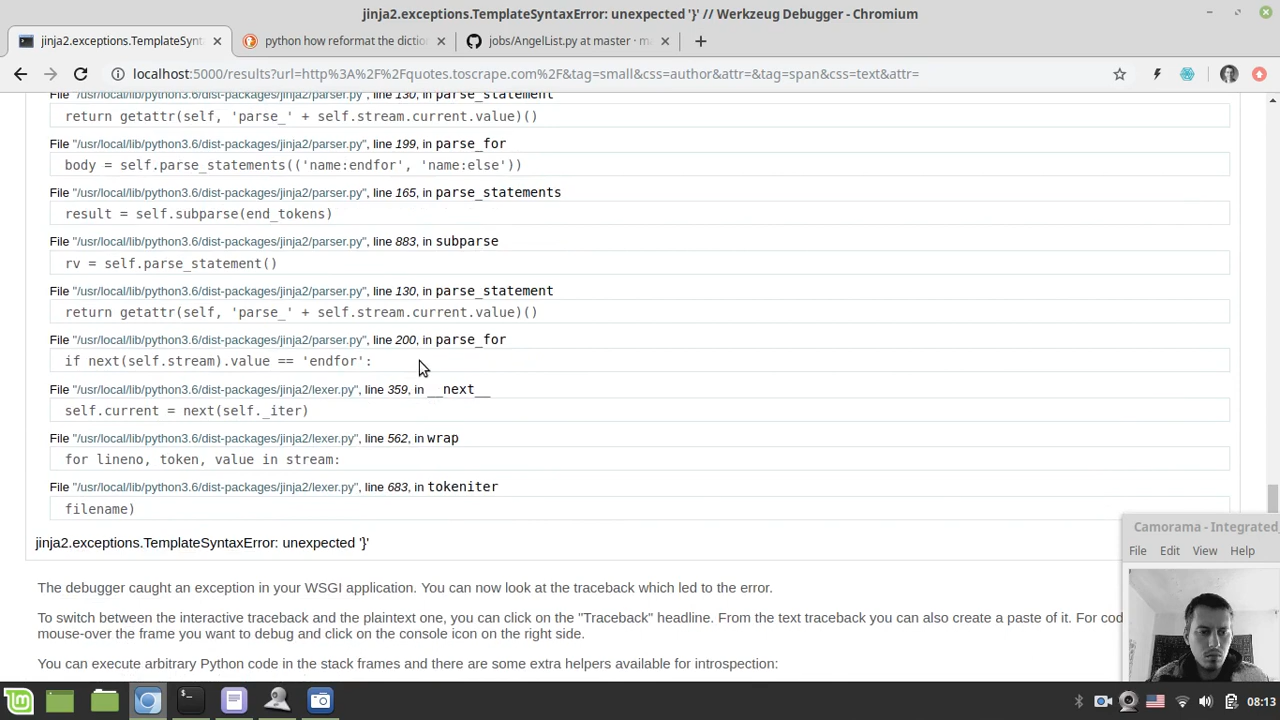 jinja2.exceptions.TemplateSyntaxError: unexpected '}' // Werkzeug Debugger - Chromium
jinja2.exceptions.TemplateSynt
python how reformat the dictio
jobs/AngelList.py at master · m
localhost:5000/results?url=http%3A%2F%2Fquotes.toscrape.com%2F&tag=small&css=author&attr=&tag=span&css=text&attr=
File "/usr/local/lib/python3.6/dist-packages/jinja2/parser.py", line 130, in parse_statement
return getattr(self, 'parse_' + self.stream.current.value)()
File "/usr/local/lib/python3.6/dist-packages/jinja2/parser.py", line 199, in parse_for
body = self.parse_statements(('name:endfor', 'name:else'))
File "/usr/local/lib/python3.6/dist-packages/jinja2/parser.py", line 165, in parse_statements
result = self.subparse(end_tokens)
File "/usr/local/lib/python3.6/dist-packages/jinja2/parser.py", line 883, in subparse
rv = self.parse_statement()
File "/usr/local/lib/python3.6/dist-packages/jinja2/parser.py", line 130, in parse_statement
return getattr(self, 'parse_' + self.stream.current.value)()
File "/usr/local/lib/python3.6/dist-packages/jinja2/parser.py", line 200, in parse_for
if next(self.stream).value == 'endfor':
File "/usr/local/lib/python3.6/dist-packages/jinja2/lexer.py", line 359, in __next__
self.current = next(self._iter)
File "/usr/local/lib/python3.6/dist-packages/jinja2/lexer.py", line 562, in wrap
for lineno, token, value in stream:
File "/usr/local/lib/python3.6/dist-packages/jinja2/lexer.py", line 683, in tokeniter
filename)
jinja2.exceptions.TemplateSyntaxError: unexpected '}'
Camorama - Integrated_
File Edit View Help
The debugger caught an exception in your WSGI application. You can now look at the traceback which led to the error.
To switch between the interactive traceback and the plaintext one, you can click on the "Traceback" headline. From the text traceback you can also create a paste of it. For cod
mouse-over the frame you want to debug and click on the console icon on the right side.
You can execute arbitrary Python code in the stack frames and there are some extra helpers available for introspection:
08:13